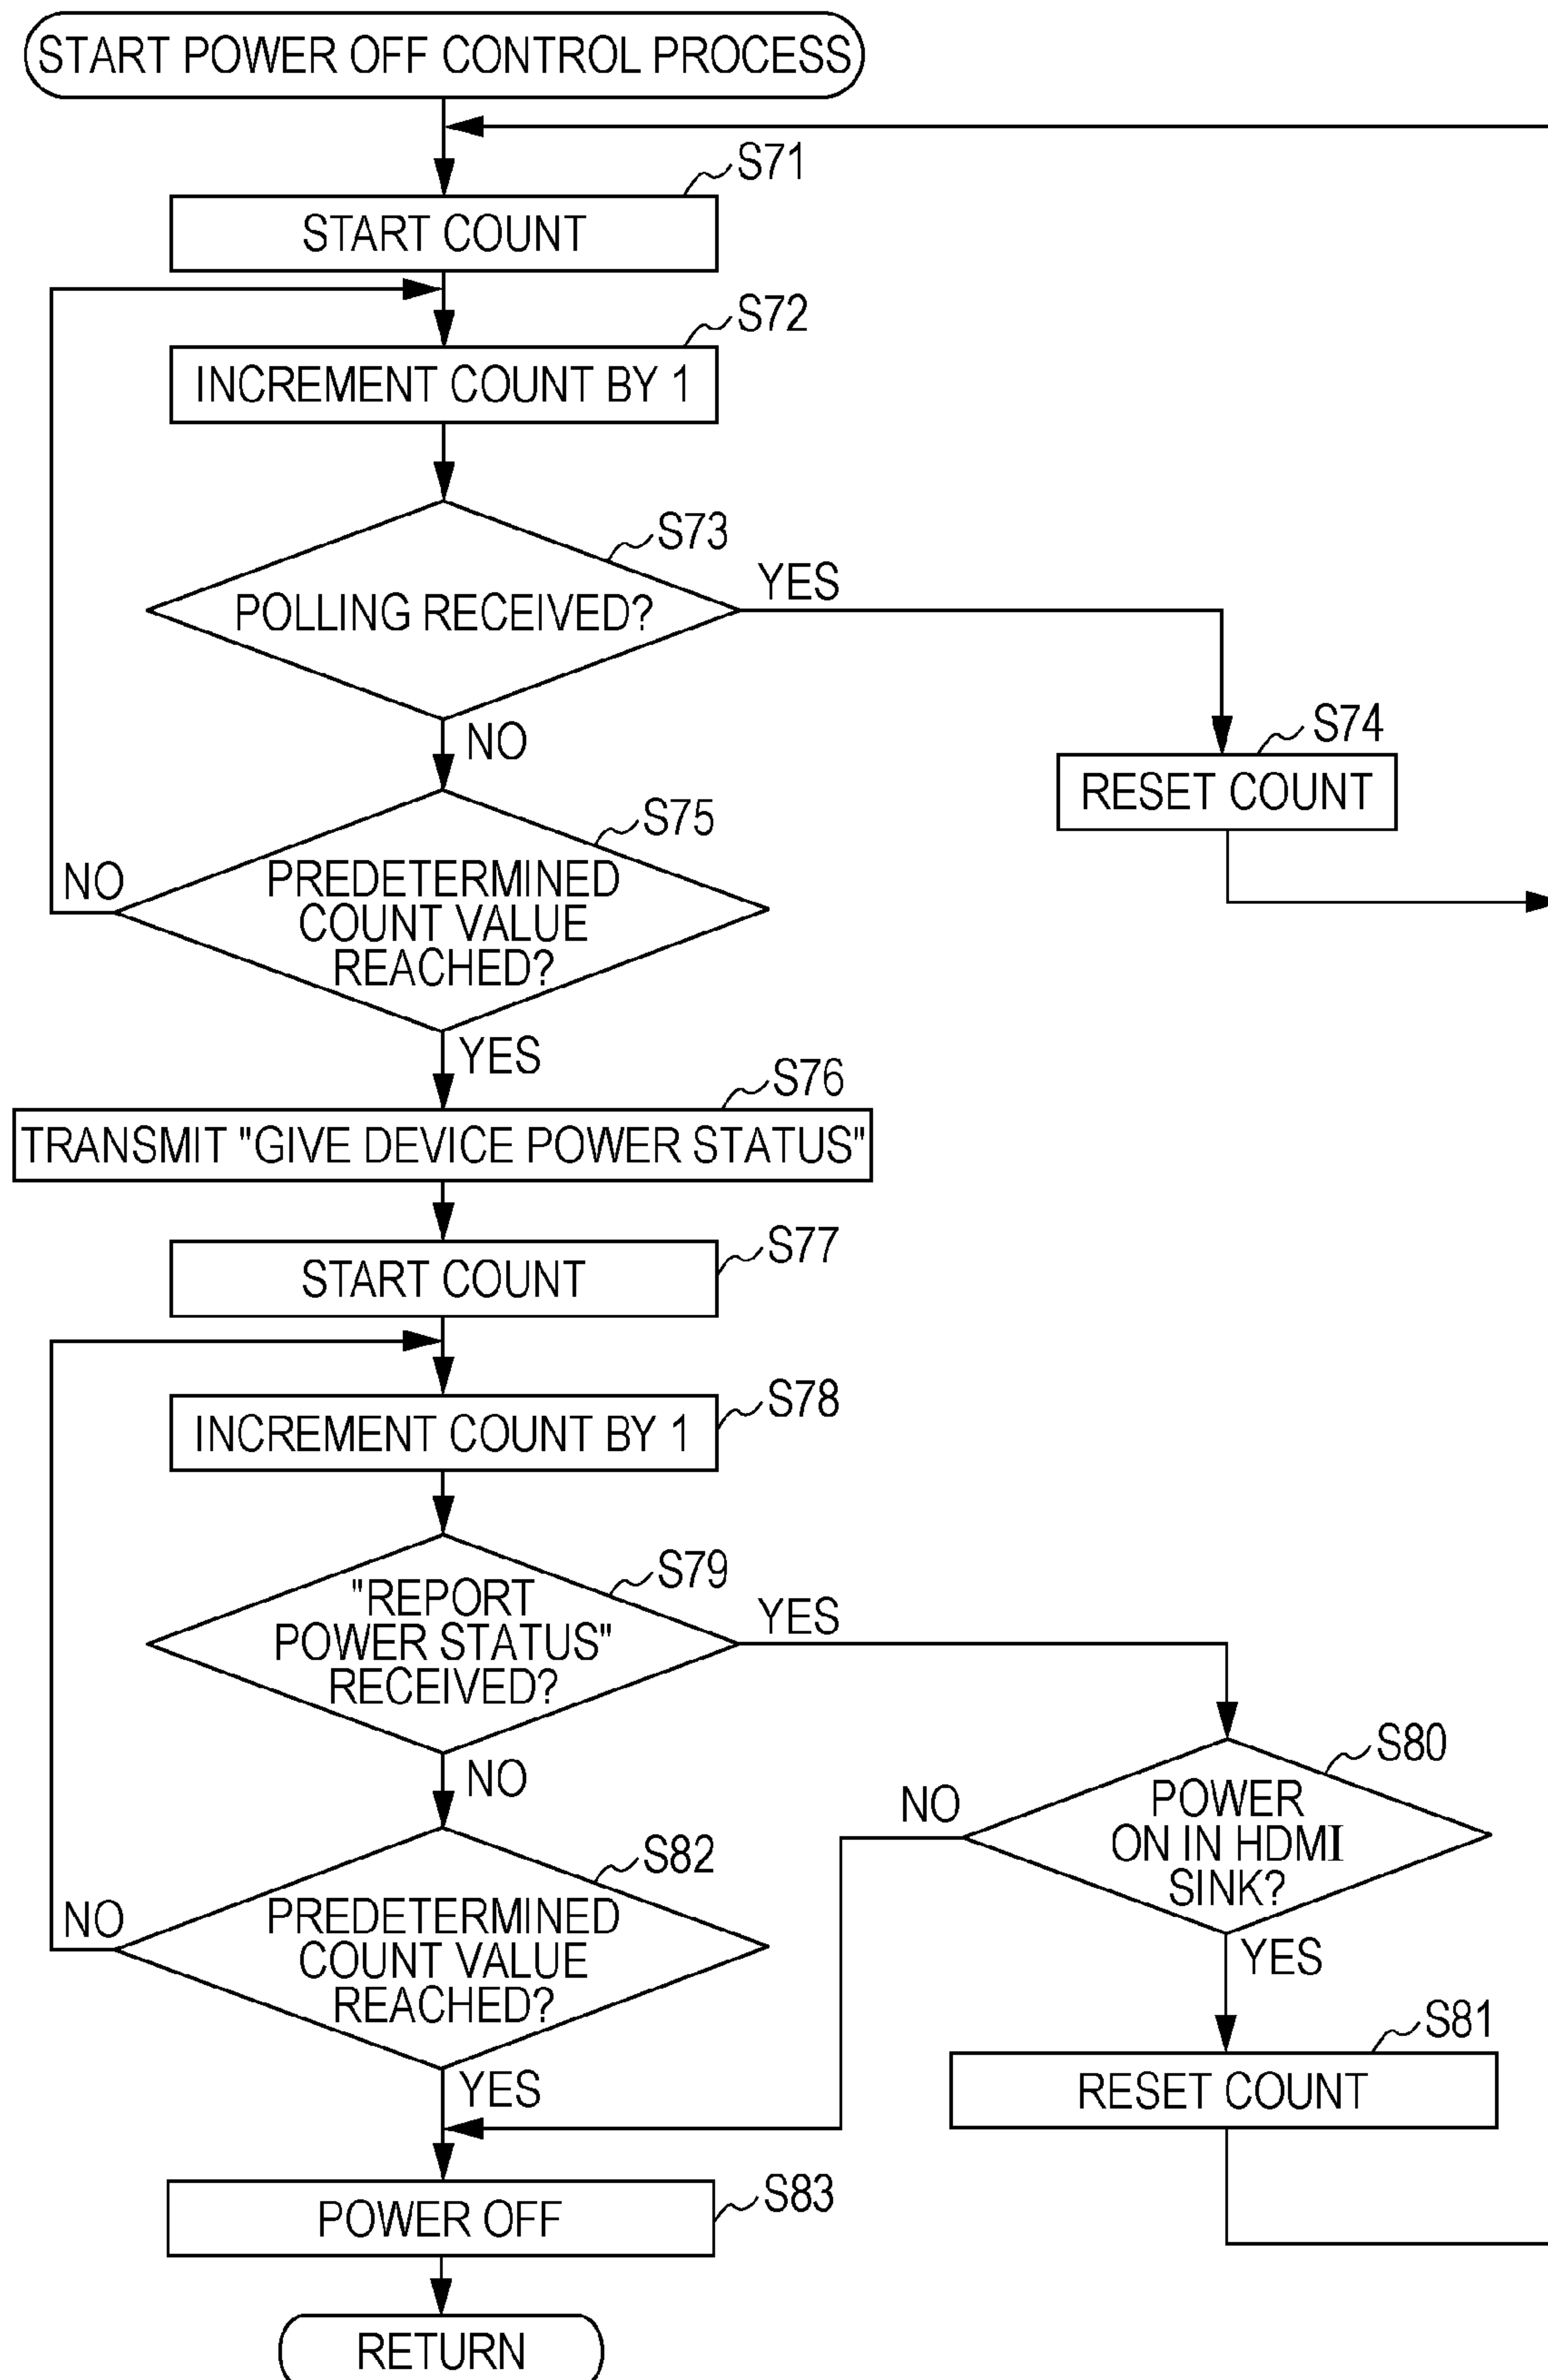 START POWER OFF CONTROL PROCESS
S71
START COUNT
S72
INCREMENT COUNT BY 1
S73
POLLING RECEIVED?
YES
NO
S74
RESET COUNT
S75
PREDETERMINED
COUNT VALUE
REACHED?
NO
YES
S76
TRANSMIT "GIVE DEVICE POWER STATUS"
S77
START COUNT
S78
INCREMENT COUNT BY 1
S79
"REPORT
POWER STATUS"
RECEIVED?
YES
NO
S80
POWER
ON IN HDMI
SINK?
NO
YES
S81
RESET COUNT
S82
PREDETERMINED
COUNT VALUE
REACHED?
NO
YES
S83
POWER OFF
RETURN